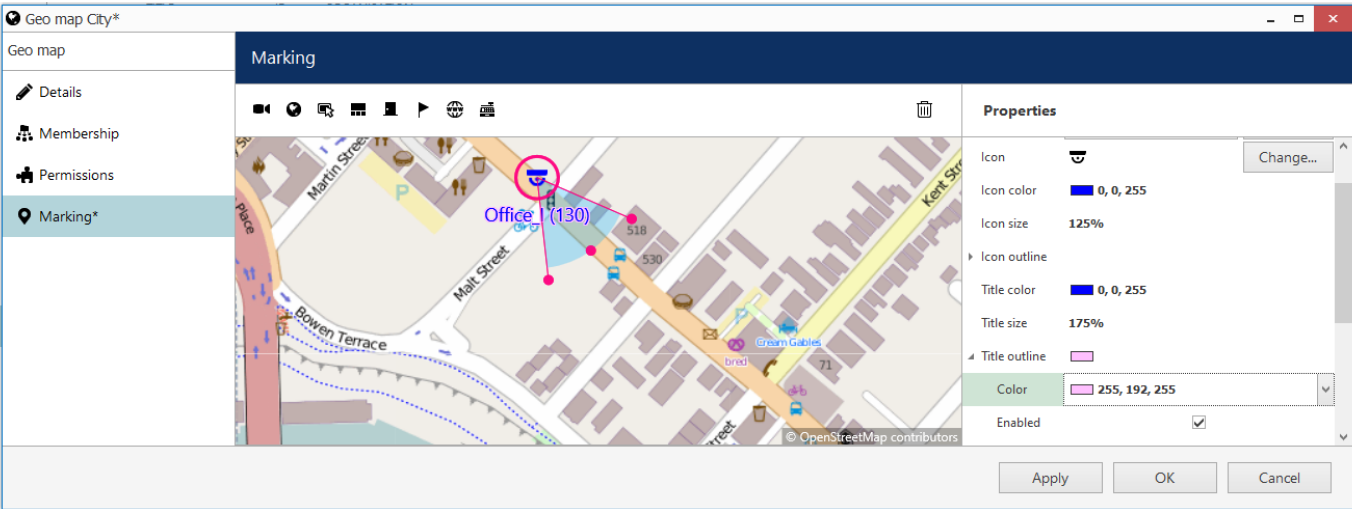 Geo map City*
Geo map
Details
Membership
Permissions
Marking*
Marking
Properties
Icon
Change...
Icon color
0, 0, 255
Icon size
125%
Icon outline
Title color
0, 0, 255
Title size
175%
Title outline
Color
255, 192, 255
Enabled
Martin Street
P
Place
Office_I (130)
518
530
Kent Stre
Malt Street
Bowen Terrace
P
Cream Gables
bred
71
treet
© OpenStreetMap contributors
Apply
OK
Cancel